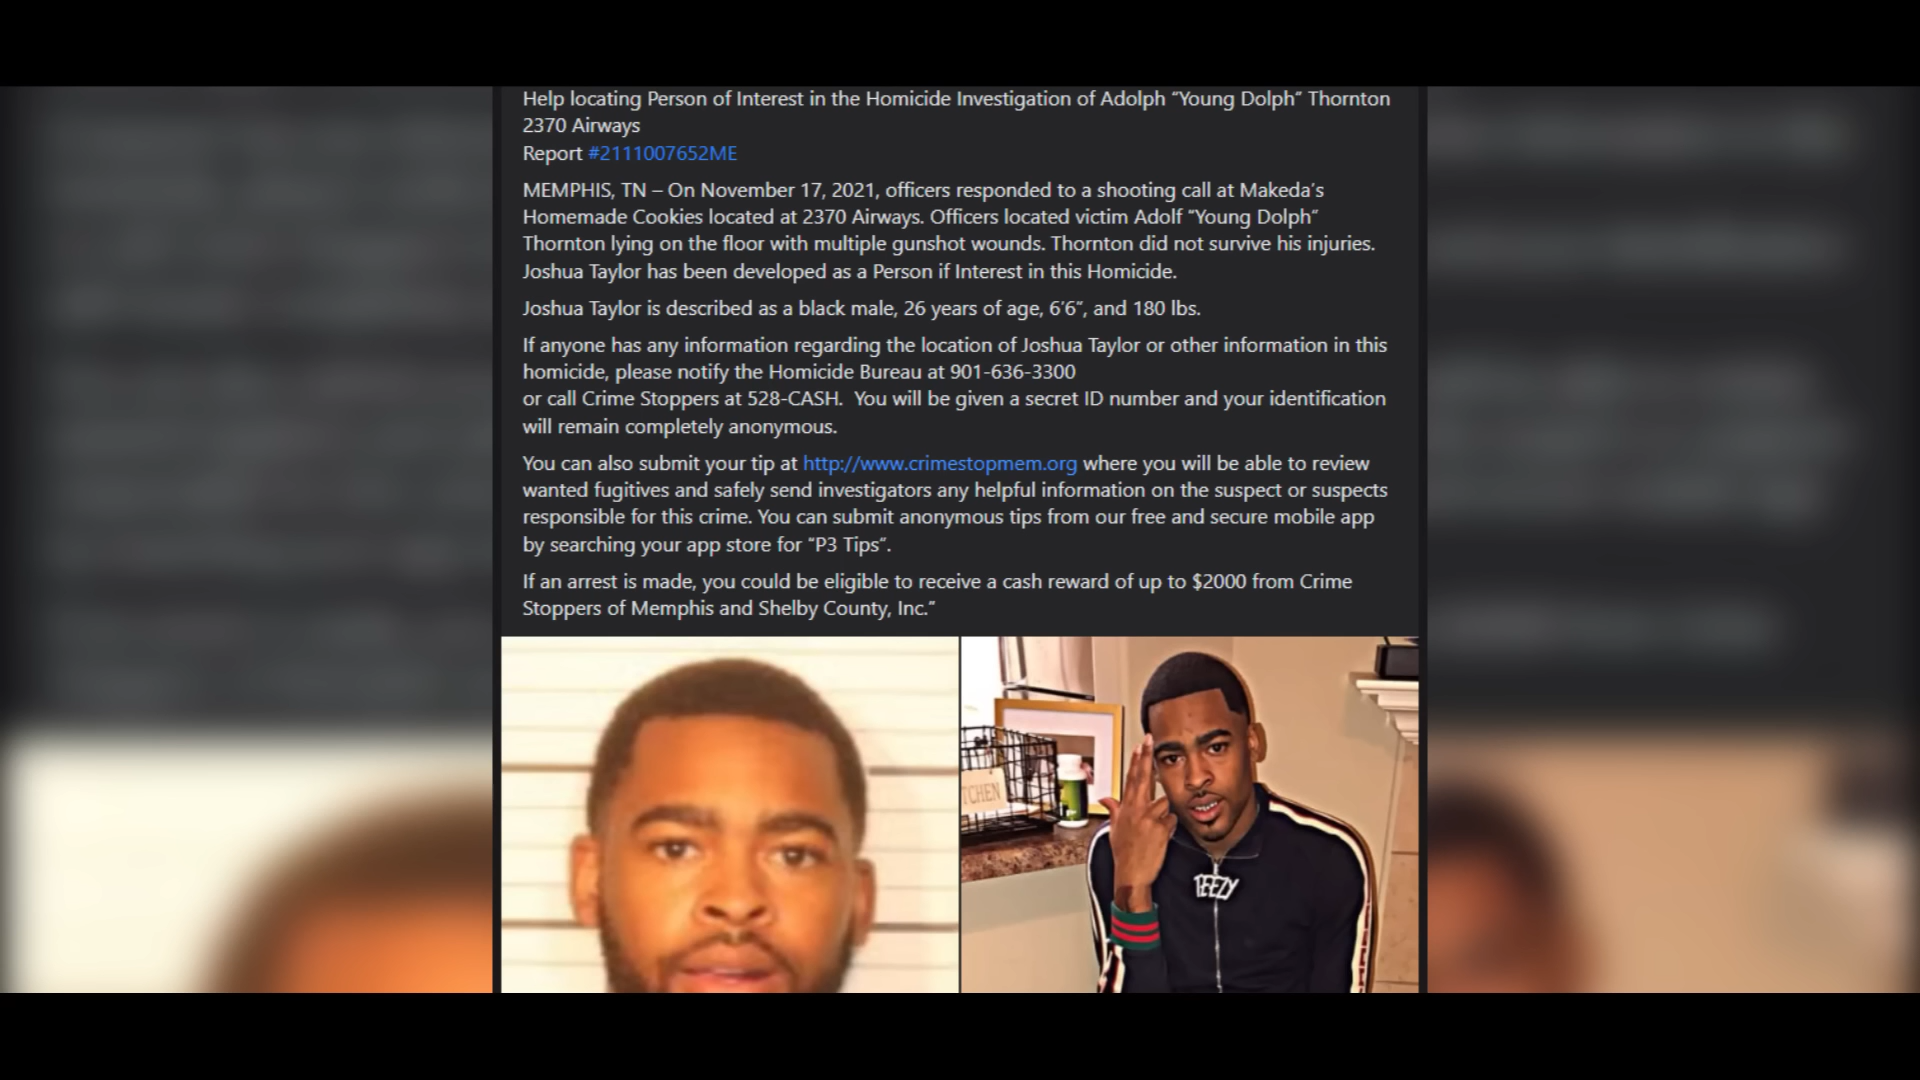 Help locating Person of Interest in the Homicide Investigation of Adolph “Young Dolph” Thornton
2370 Airways
Report #2111007652ME
MEMPHIS, TN – On November 17, 2021, officers responded to a shooting call at Makeda’s
Homemade Cookies located at 2370 Airways. Officers located victim Adolf “Young Dolph”
Thornton lying on the floor with multiple gunshot wounds. Thornton did not survive his injuries.
Joshua Taylor has been developed as a Person if Interest in this Homicide.
Joshua Taylor is described as a black male, 26 years of age, 6’6”, and 180 lbs.
If anyone has any information regarding the location of Joshua Taylor or other information in this
homicide, please notify the Homicide Bureau at 901-636-3300
or call Crime Stoppers at 528-CASH.  You will be given a secret ID number and your identification
will remain completely anonymous.
You can also submit your tip at http://www.crimestopmem.org where you will be able to review
wanted fugitives and safely send investigators any helpful information on the suspect or suspects
responsible for this crime. You can submit anonymous tips from our free and secure mobile app
by searching your app store for “P3 Tips”.
If an arrest is made, you could be eligible to receive a cash reward of up to $2000 from Crime
Stoppers of Memphis and Shelby County, Inc.”
TCHEN
TEEZY